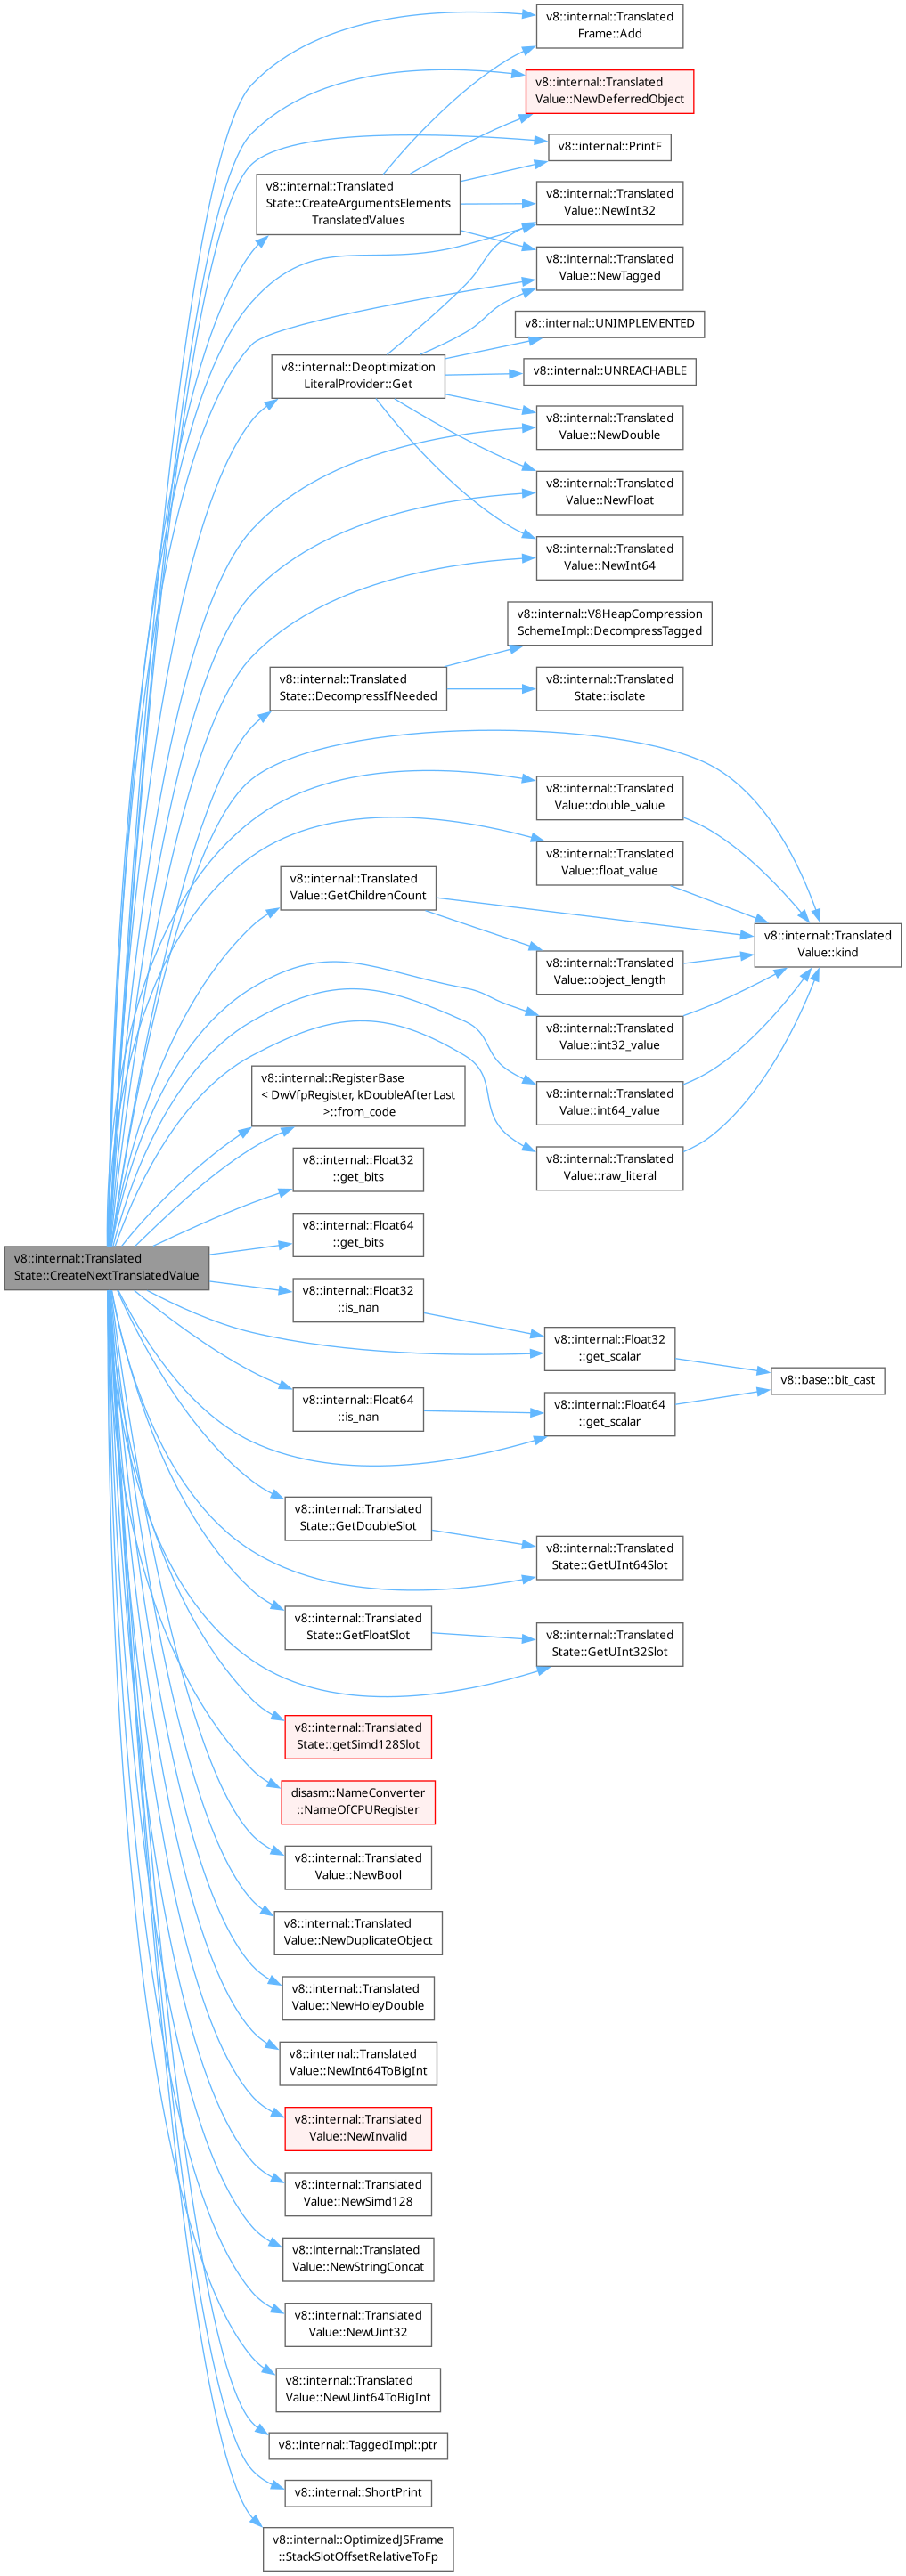 v8::internal::Translated
Frame::Add
v8::internal::Translated
Value::NewDeferredObject
v8::internal::PrintF
v8::internal::Translated
State::CreateArgumentsElements
TranslatedValues
v8::internal::Translated
Value::NewInt32
v8::internal::Translated
Value::NewTagged
v8::internal::UNIMPLEMENTED
v8::internal::Deoptimization
LiteralProvider::Get
v8::internal::UNREACHABLE
v8::internal::Translated
Value::NewDouble
v8::internal::Translated
Value::NewFloat
v8::internal::Translated
Value::NewInt64
v8::internal::V8HeapCompression
SchemeImpl::DecompressTagged
v8::internal::Translated
State::DecompressIfNeeded
v8::internal::Translated
State::isolate
v8::internal::Translated
Value::double_value
v8::internal::Translated
Value::float_value
v8::internal::Translated
Value::GetChildrenCount
v8::internal::Translated
Value::kind
v8::internal::Translated
Value::object_length
v8::internal::Translated
Value::int32_value
v8::internal::RegisterBase
< DwVfpRegister, kDoubleAfterLast
>::from_code
v8::internal::Translated
Value::int64_value
v8::internal::Translated
Value::raw_literal
v8::internal::Float32
::get_bits
v8::internal::Float64
::get_bits
v8::internal::Translated
State::CreateNextTranslatedValue
v8::internal::Float32
::is_nan
v8::internal::Float32
::get_scalar
v8::base::bit_cast
v8::internal::Float64
::is_nan
v8::internal::Float64
::get_scalar
v8::internal::Translated
State::GetDoubleSlot
v8::internal::Translated
State::GetUInt64Slot
v8::internal::Translated
State::GetFloatSlot
v8::internal::Translated
State::GetUInt32Slot
v8::internal::Translated
State::getSimd128Slot
disasm::NameConverter
::NameOfCPURegister
v8::internal::Translated
Value::NewBool
v8::internal::Translated
Value::NewDuplicateObject
v8::internal::Translated
Value::NewHoleyDouble
v8::internal::Translated
Value::NewInt64ToBigInt
v8::internal::Translated
Value::NewInvalid
v8::internal::Translated
Value::NewSimd128
v8::internal::Translated
Value::NewStringConcat
v8::internal::Translated
Value::NewUint32
v8::internal::Translated
Value::NewUint64ToBigInt
v8::internal::TaggedImpl::ptr
v8::internal::ShortPrint
v8::internal::OptimizedJSFrame
::StackSlotOffsetRelativeToFp